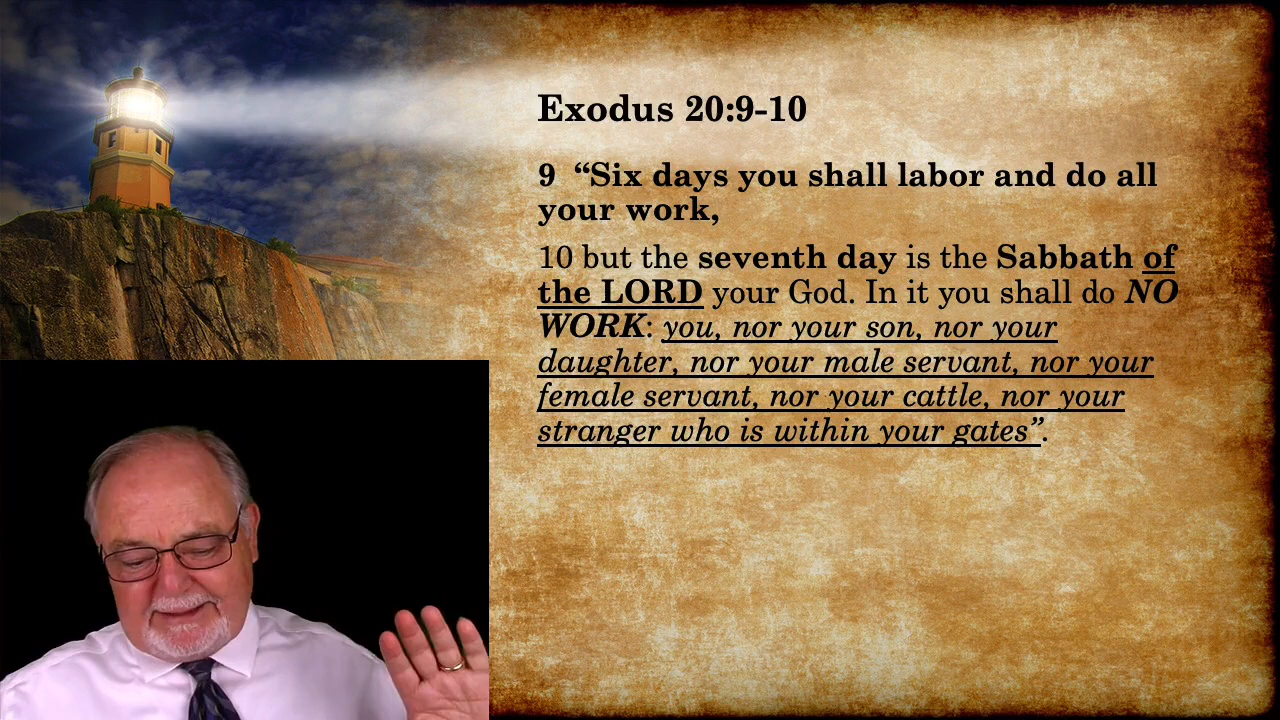 Exodus 20:9-10
9 “Six days you shall labor and do all
your work,
10 but the seventh day is the Sabbath of
the LORD your God. In it you shall do NO
WORK: you, nor your son, nor your
daughter, nor your male servant, nor your
female servant, nor your cattle, nor your
stranger who is within your gates”.